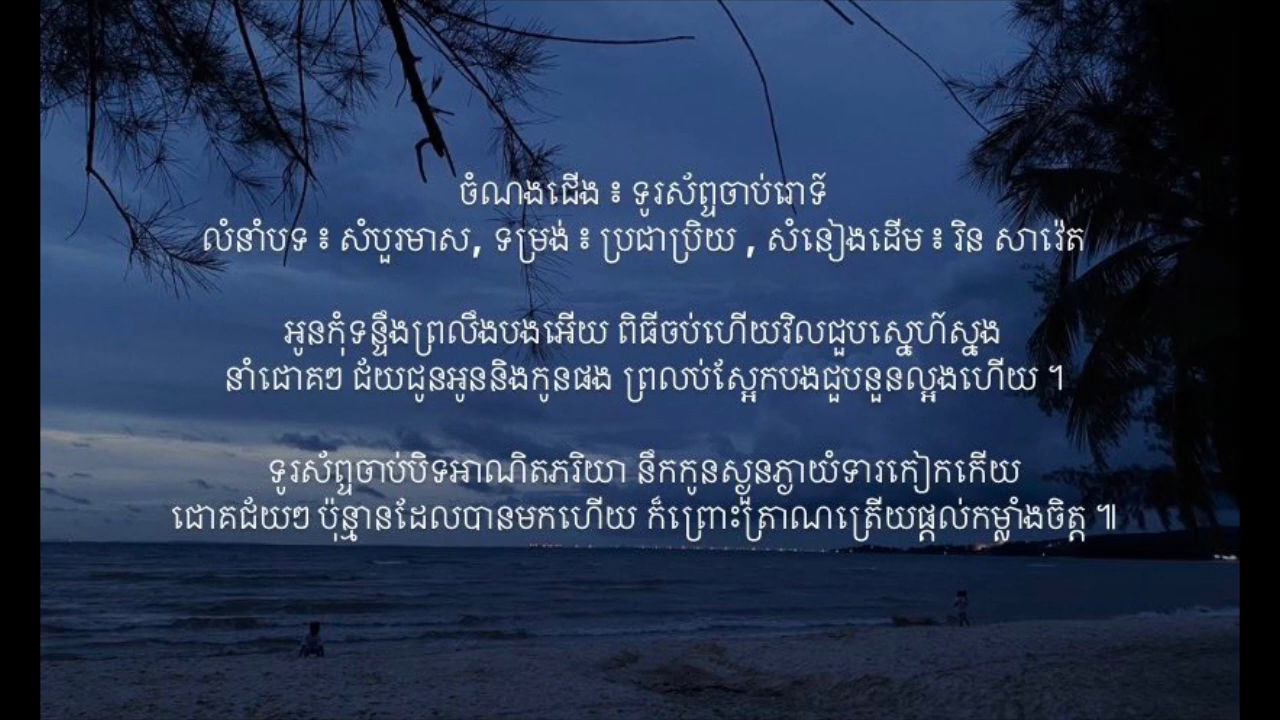 ចំណងជើង ៖ ទូរស័ព្ទចាប់រោទ៍
លំនាំបទ ៖ សំបួរមាស, ទម្រង់ ៖ ប្រជាប្រិយ , សំនៀងដើម ៖ រិន សាវ៉េត
អូនកុំទន្ទឹងព្រលឹងបងអើយ ពិធីចប់ហើយវិលជួបស្នេហ៍ស្នង
នាំជោគៗ ជ័យជូនអូននិងកូនផង ព្រលប់ស្អែកបងជួបនួនល្អងហើយ ។
ទូរស័ព្ទចាប់បិទអាណិតភរិយា នឹកកូនស្ងួនភ្ងាយំទារកៀកកើយ
ជោគជ័យៗ ប៉ុន្មានដែលបានមកហើយ ក៏ព្រោះត្រាណត្រើយផ្តល់កម្លាំងចិត្ត ៕